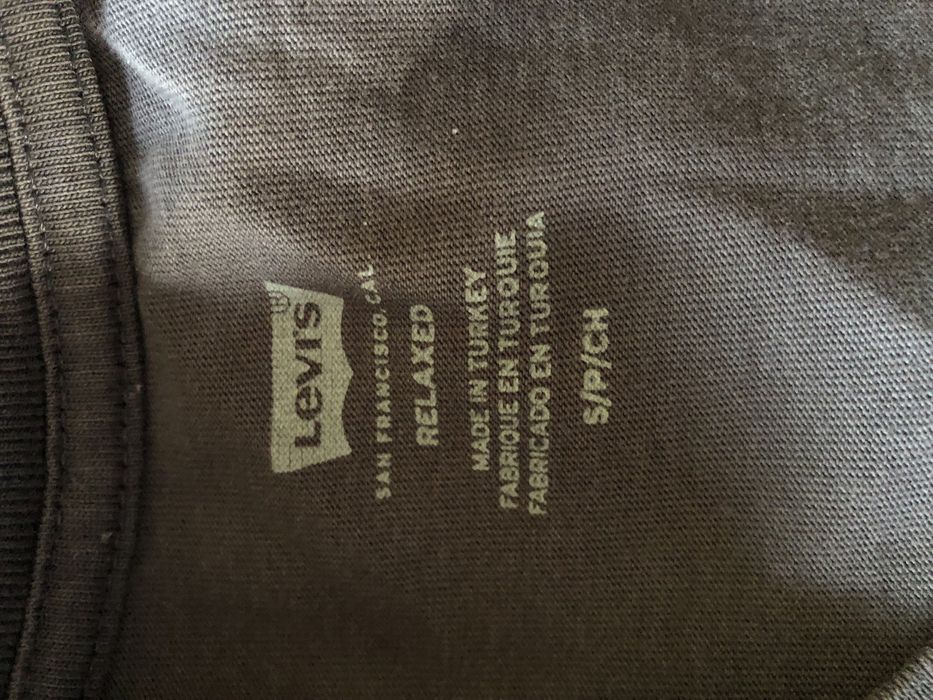 Levi's
SAN FRANCISCO, CAL
RELAXED
MADE IN TURKEY
FABRIQUE EN TURQUIE
FABRICADO EN TURQUIA
S/P/CH